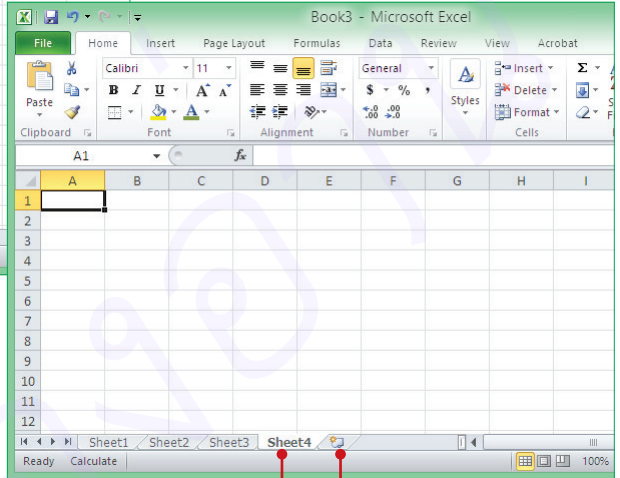 Book3 - Microsoft Excel
File Home Insert Page Layout Formulas Data Review View Acrobat
Calibri 11 General Insert Σ
Paste B I U A A $ % , Styles Delete
A .0 .00 .00 .0 Format
Clipboard Font Alignment Number Cells
A1 fx
A B C D E F G H I
1
2
3
4
5
6
7
8
9
10
11
12
Sheet1 Sheet2 Sheet3 Sheet4
Ready Calculate 100%